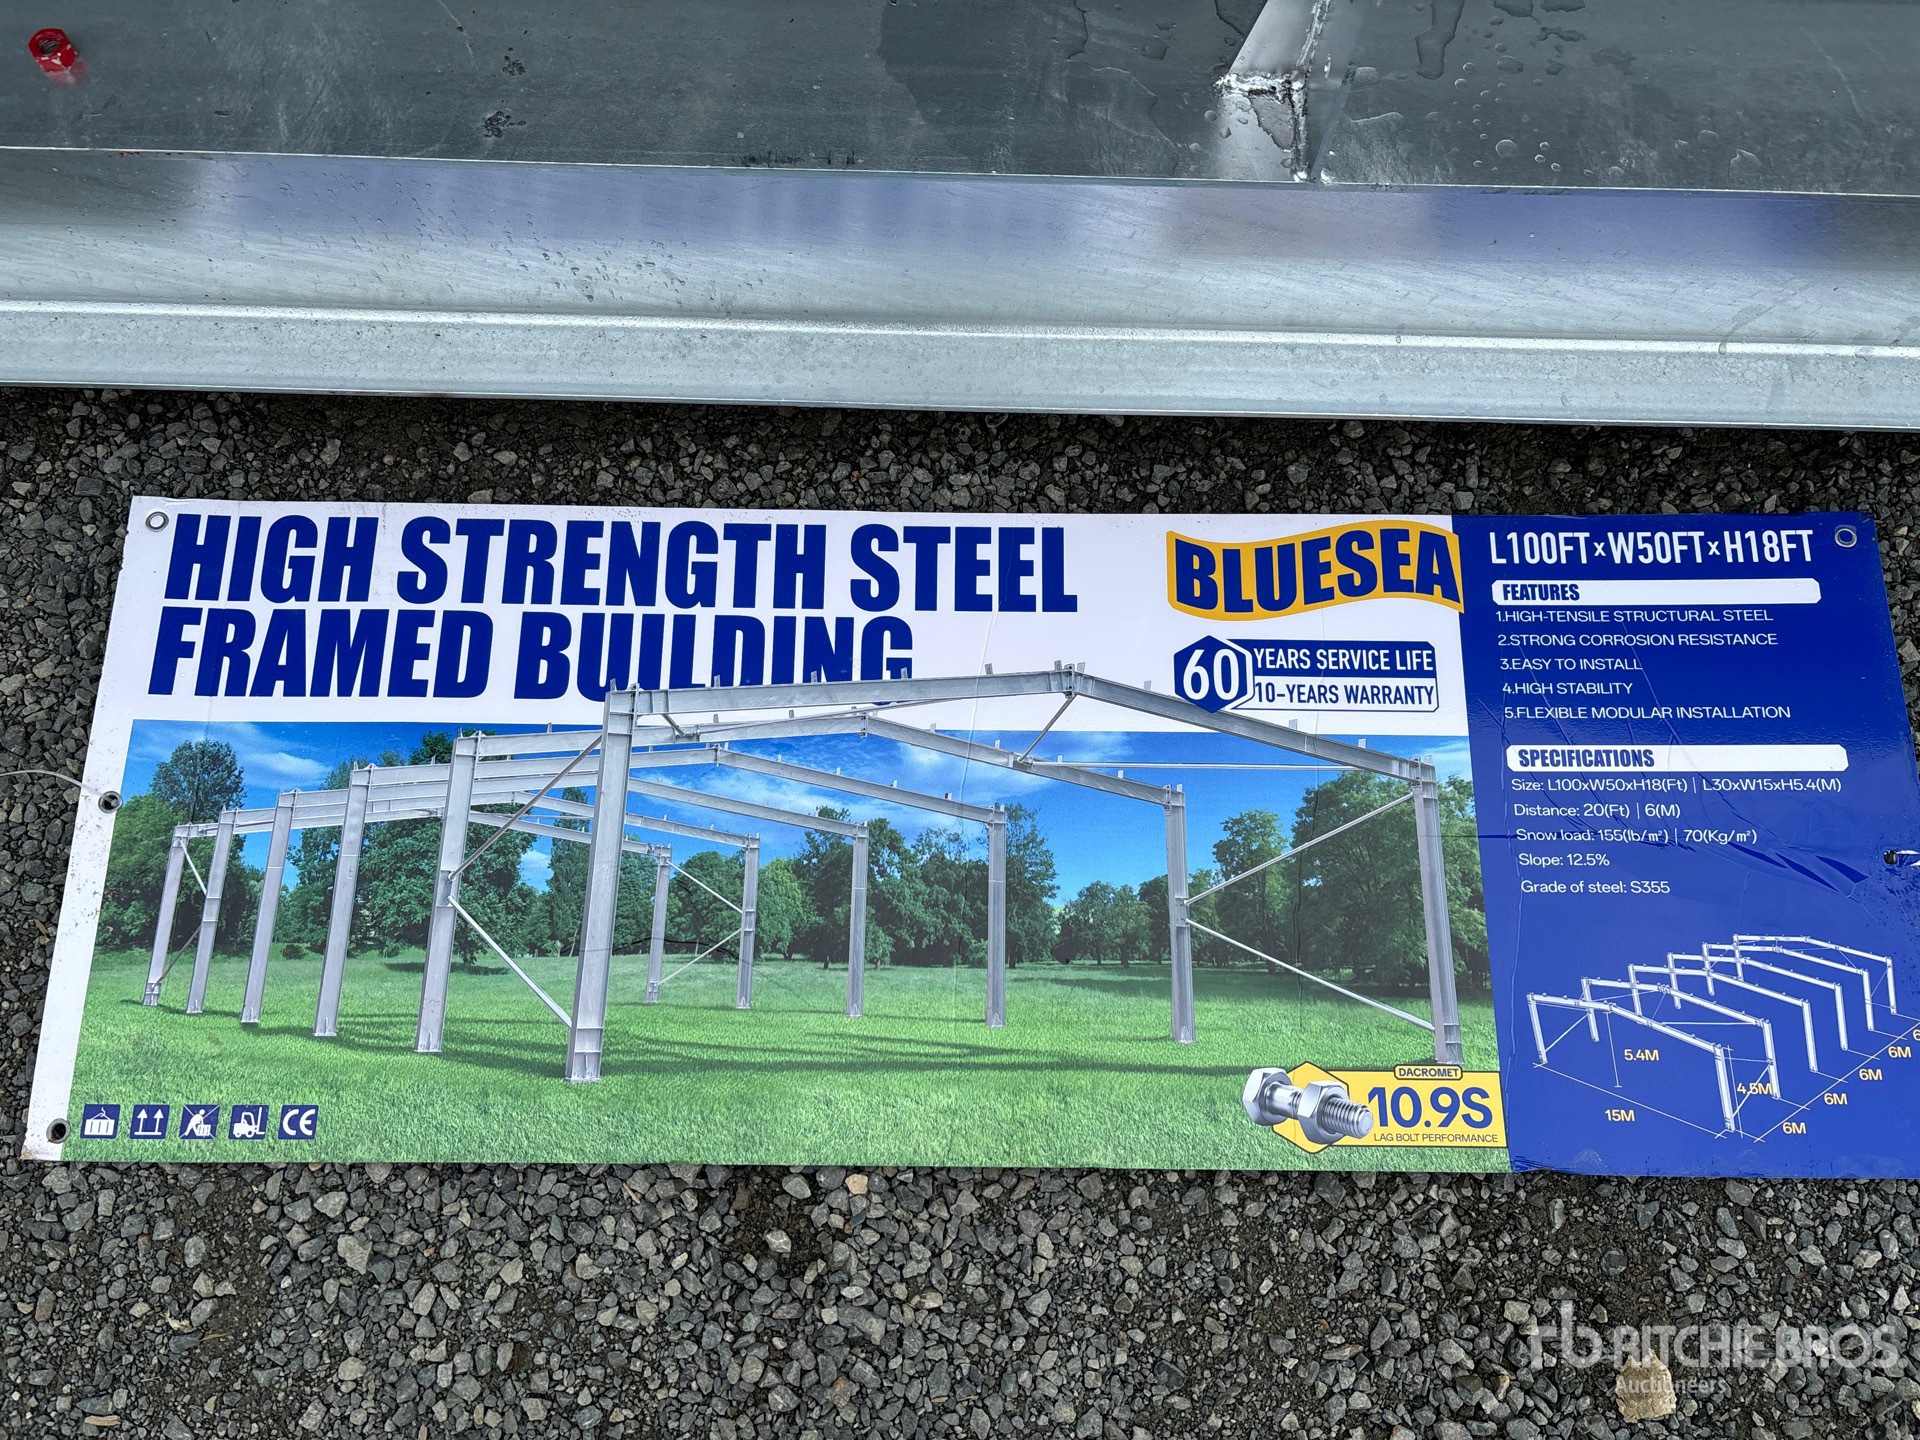 HIGH STRENGTH STEEL
FRAMED BUILDING
BLUESEA
60 YEARS SERVICE LIFE
10-YEARS WARRANTY
L100FT x W50FT x H18FT
FEATURES
1.HIGH-TENSILE STRUCTURAL STEEL
2.STRONG CORROSION RESISTANCE
3.EASY TO INSTALL
4.HIGH STABILITY
5.FLEXIBLE MODULAR INSTALLATION
SPECIFICATIONS
Size: L100xW50xH18(Ft) | L30xW15xH5.4(M)
Distance: 20(Ft) | 6(M)
Snow load: 155(lb/m²) | 70(Kg/m²)
Slope: 12.5%
Grade of steel: S355
5.4M
4.5M
15M
6M
6M
6M
6M
6
DACROMET
10.9S
LAG BOLT PERFORMANCE
CE
rb RITCHIE BROS
Auctioneers